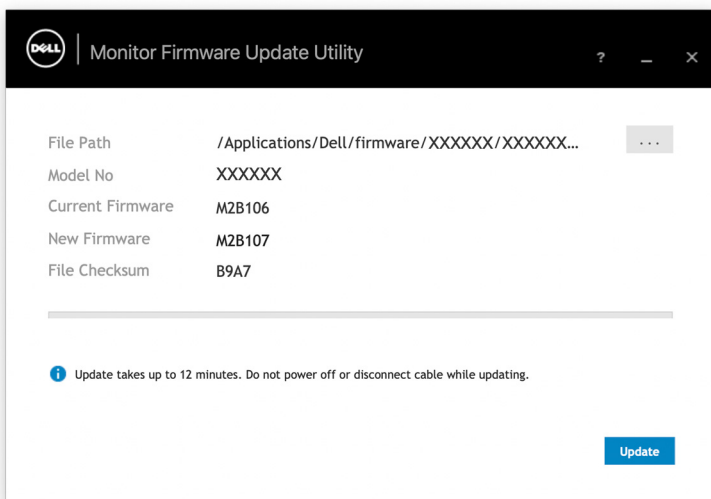 DELL Monitor Firmware Update Utility ? _ ×
File Path /Applications/Dell/firmware/XXXXXX/XXXXXX... ...
Model No XXXXXX
Current Firmware M2B106
New Firmware M2B107
File Checksum B9A7
i Update takes up to 12 minutes. Do not power off or disconnect cable while updating.
Update